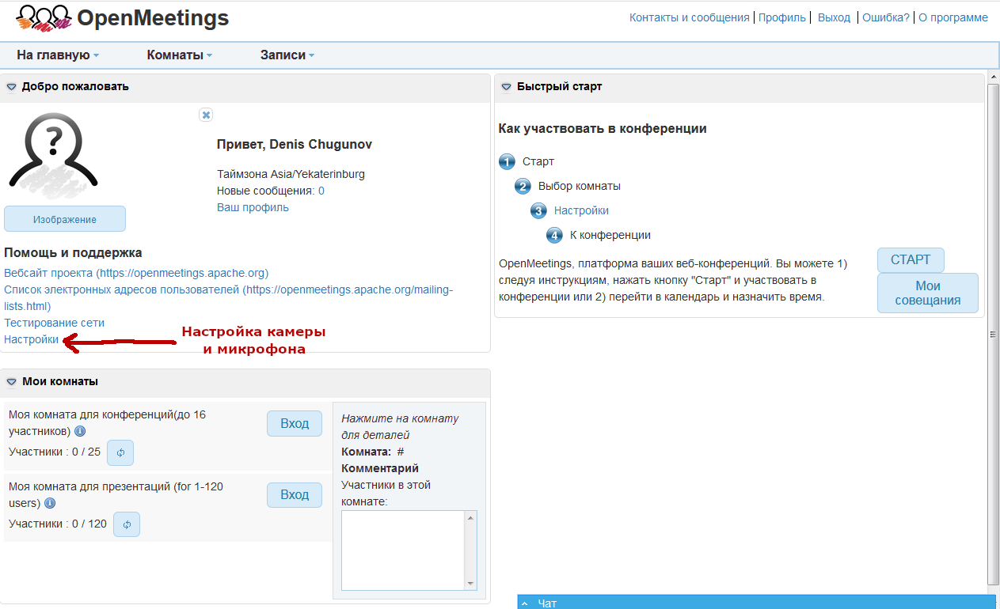 OpenMeetings
Контакты и сообщения
Профиль
Выход
Ошибка?
О программе
На главную
Комнаты
Записи
Добро пожаловать
?
Привет, Denis Chugunov
Таймзона Asia/Yekaterinburg
Новые сообщения: 0
Ваш профиль
Изображение
Помощь и поддержка
Вебсайт проекта (https://openmeetings.apache.org)
Список электронных адресов пользователей (https://openmeetings.apache.org/mailing-
lists.html)
Тестирование сети
Настройки
Настройка камеры
и микрофона
Мои комнаты
Моя комната для конференций(до 16
участников)
Вход
Участники : 0 / 25
Моя комната для презентаций (for 1-120
users)
Вход
Участники : 0 / 120
Нажмите на комнату
для деталей
Комната: #
Комментарий
Участники в этой
комнате:
Быстрый старт
Как участвовать в конференции
1 Старт
2 Выбор комнаты
3 Настройки
4 К конференции
OpenMeetings, платформа ваших веб-конференций. Вы можете 1)
следуя инструкциям, нажать кнопку "Старт" и участвовать в
конференции или 2) перейти в календарь и назначить время.
СТАРТ
Мои
совещания
Чат